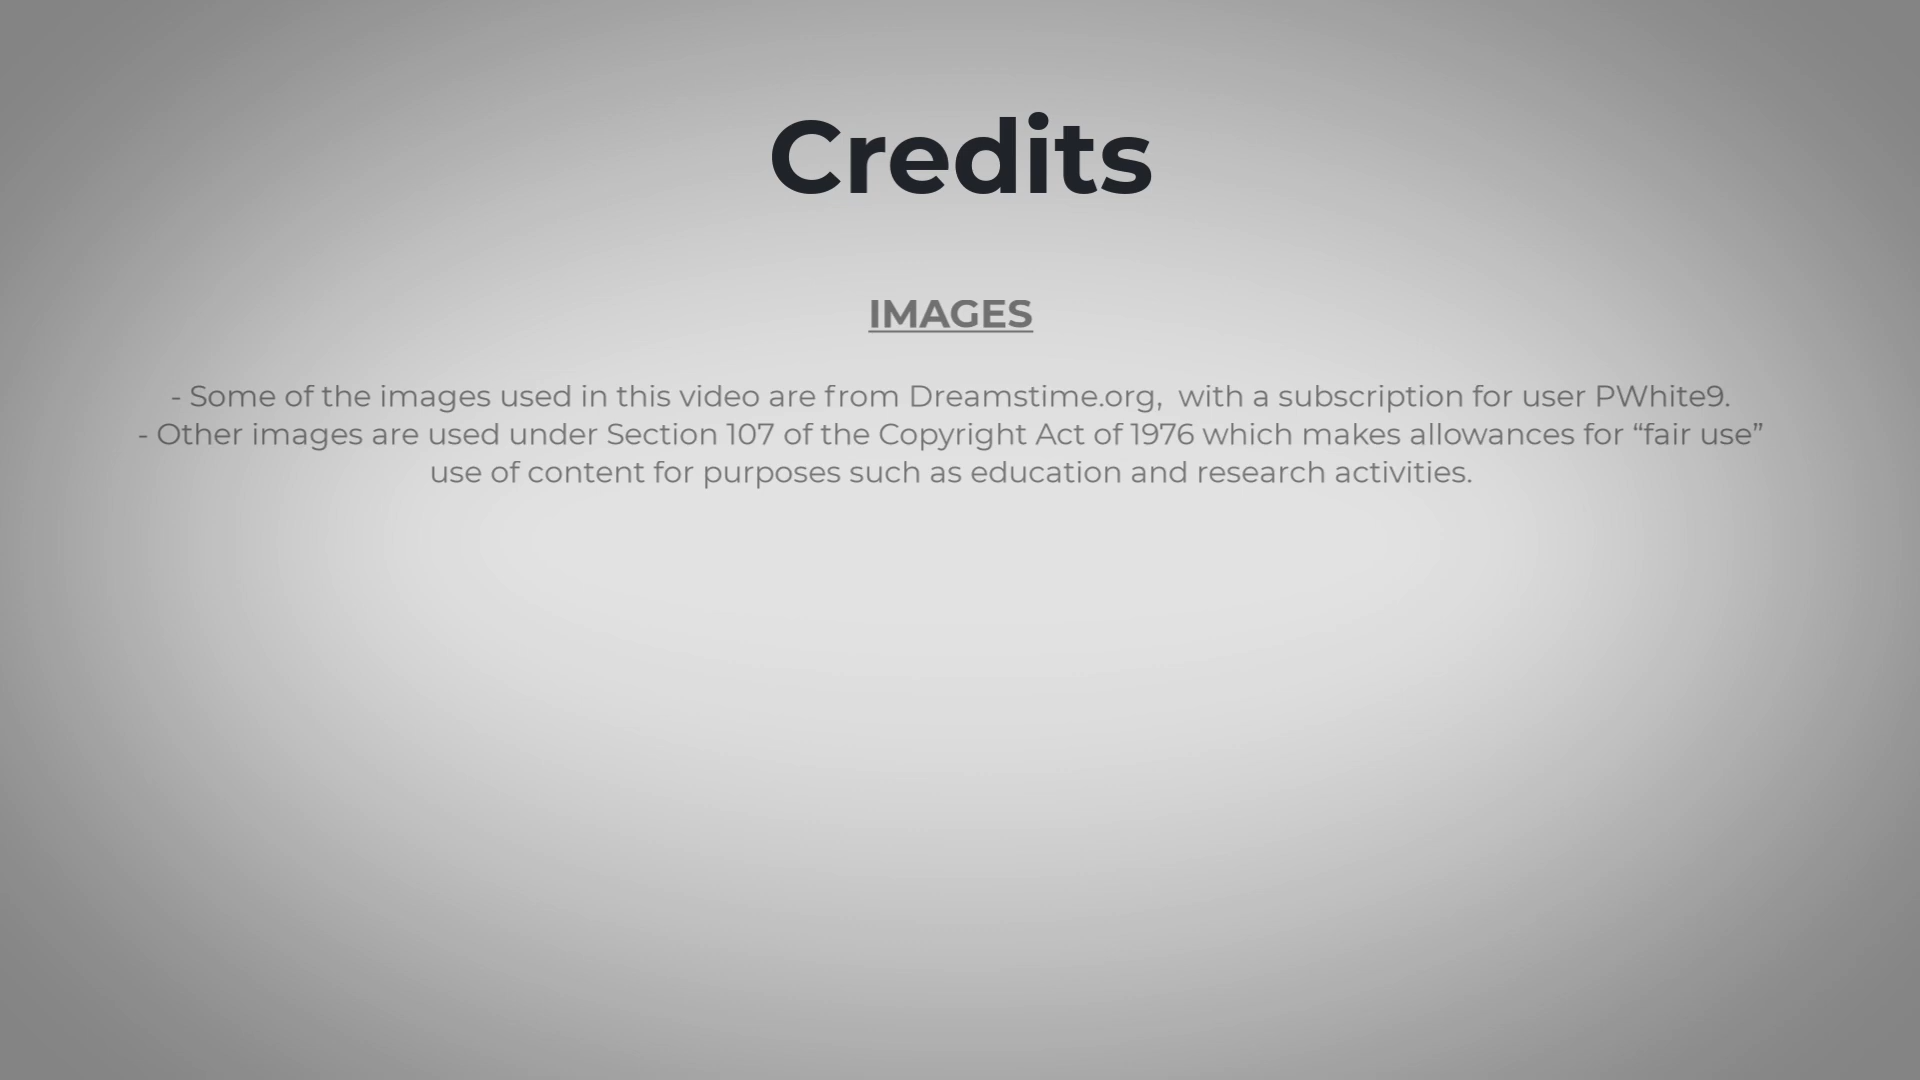 Credits
IMAGES
- Some of the images used in this video are from Dreamstime.org,  with a subscription for user PWhite9.
- Other images are used under Section 107 of the Copyright Act of 1976 which makes allowances for “fair use”
use of content for purposes such as education and research activities.